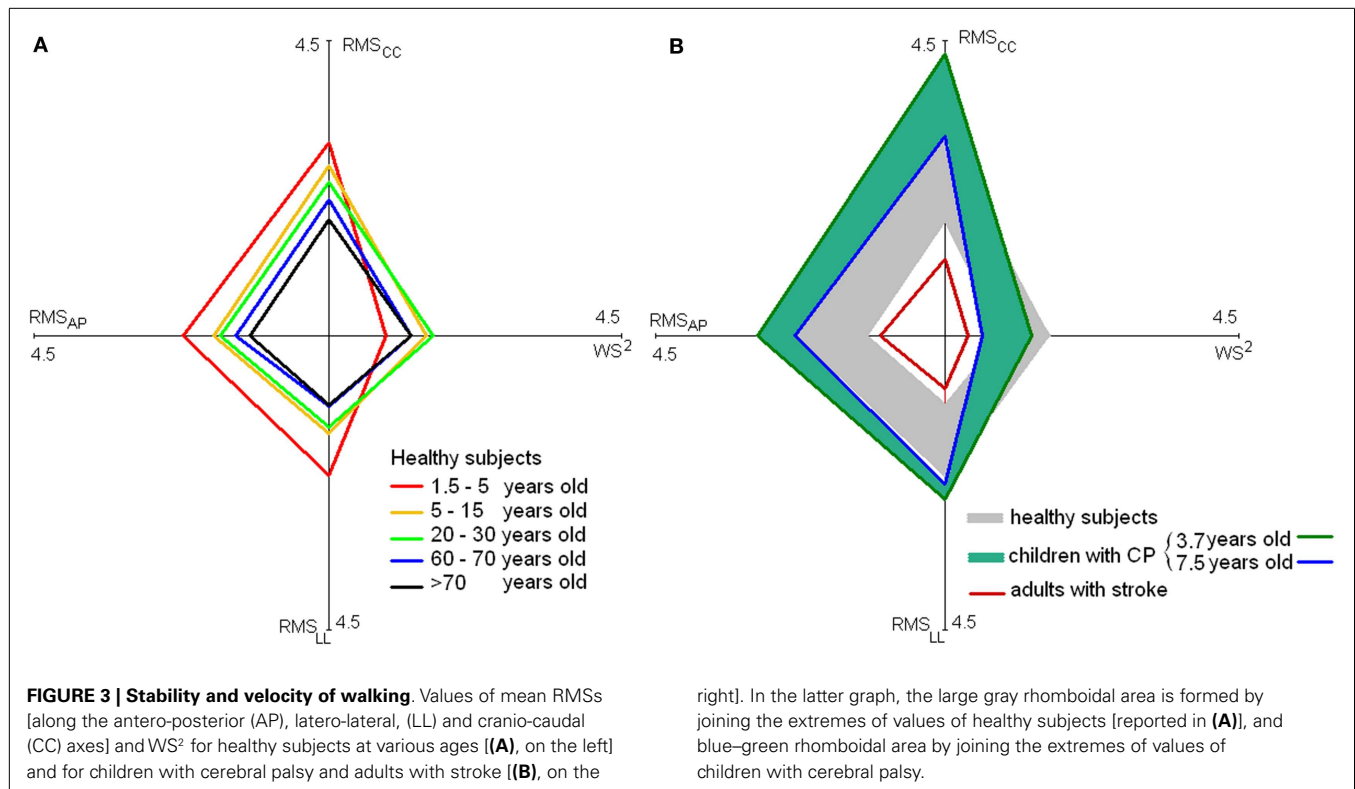 A
4.5 RMSCC
RMSAP
4.5
4.5
WS²
Healthy subjects
1.5 - 5 years old
5 - 15 years old
20 - 30 years old
60 - 70 years old
>70 years old
RMSLL 4.5
B
4.5 RMSCC
RMSAP
4.5
4.5
WS²
healthy subjects
children with CP { 3.7 years old
7.5 years old
adults with stroke
RMSLL 4.5
FIGURE 3 | Stability and velocity of walking. Values of mean RMSs
[along the antero-posterior (AP), latero-lateral, (LL) and cranio-caudal
(CC) axes] and WS² for healthy subjects at various ages [(A), on the left]
and for children with cerebral palsy and adults with stroke [(B), on the
right]. In the latter graph, the large gray rhomboidal area is formed by
joining the extremes of values of healthy subjects [reported in (A)], and
blue–green rhomboidal area by joining the extremes of values of
children with cerebral palsy.